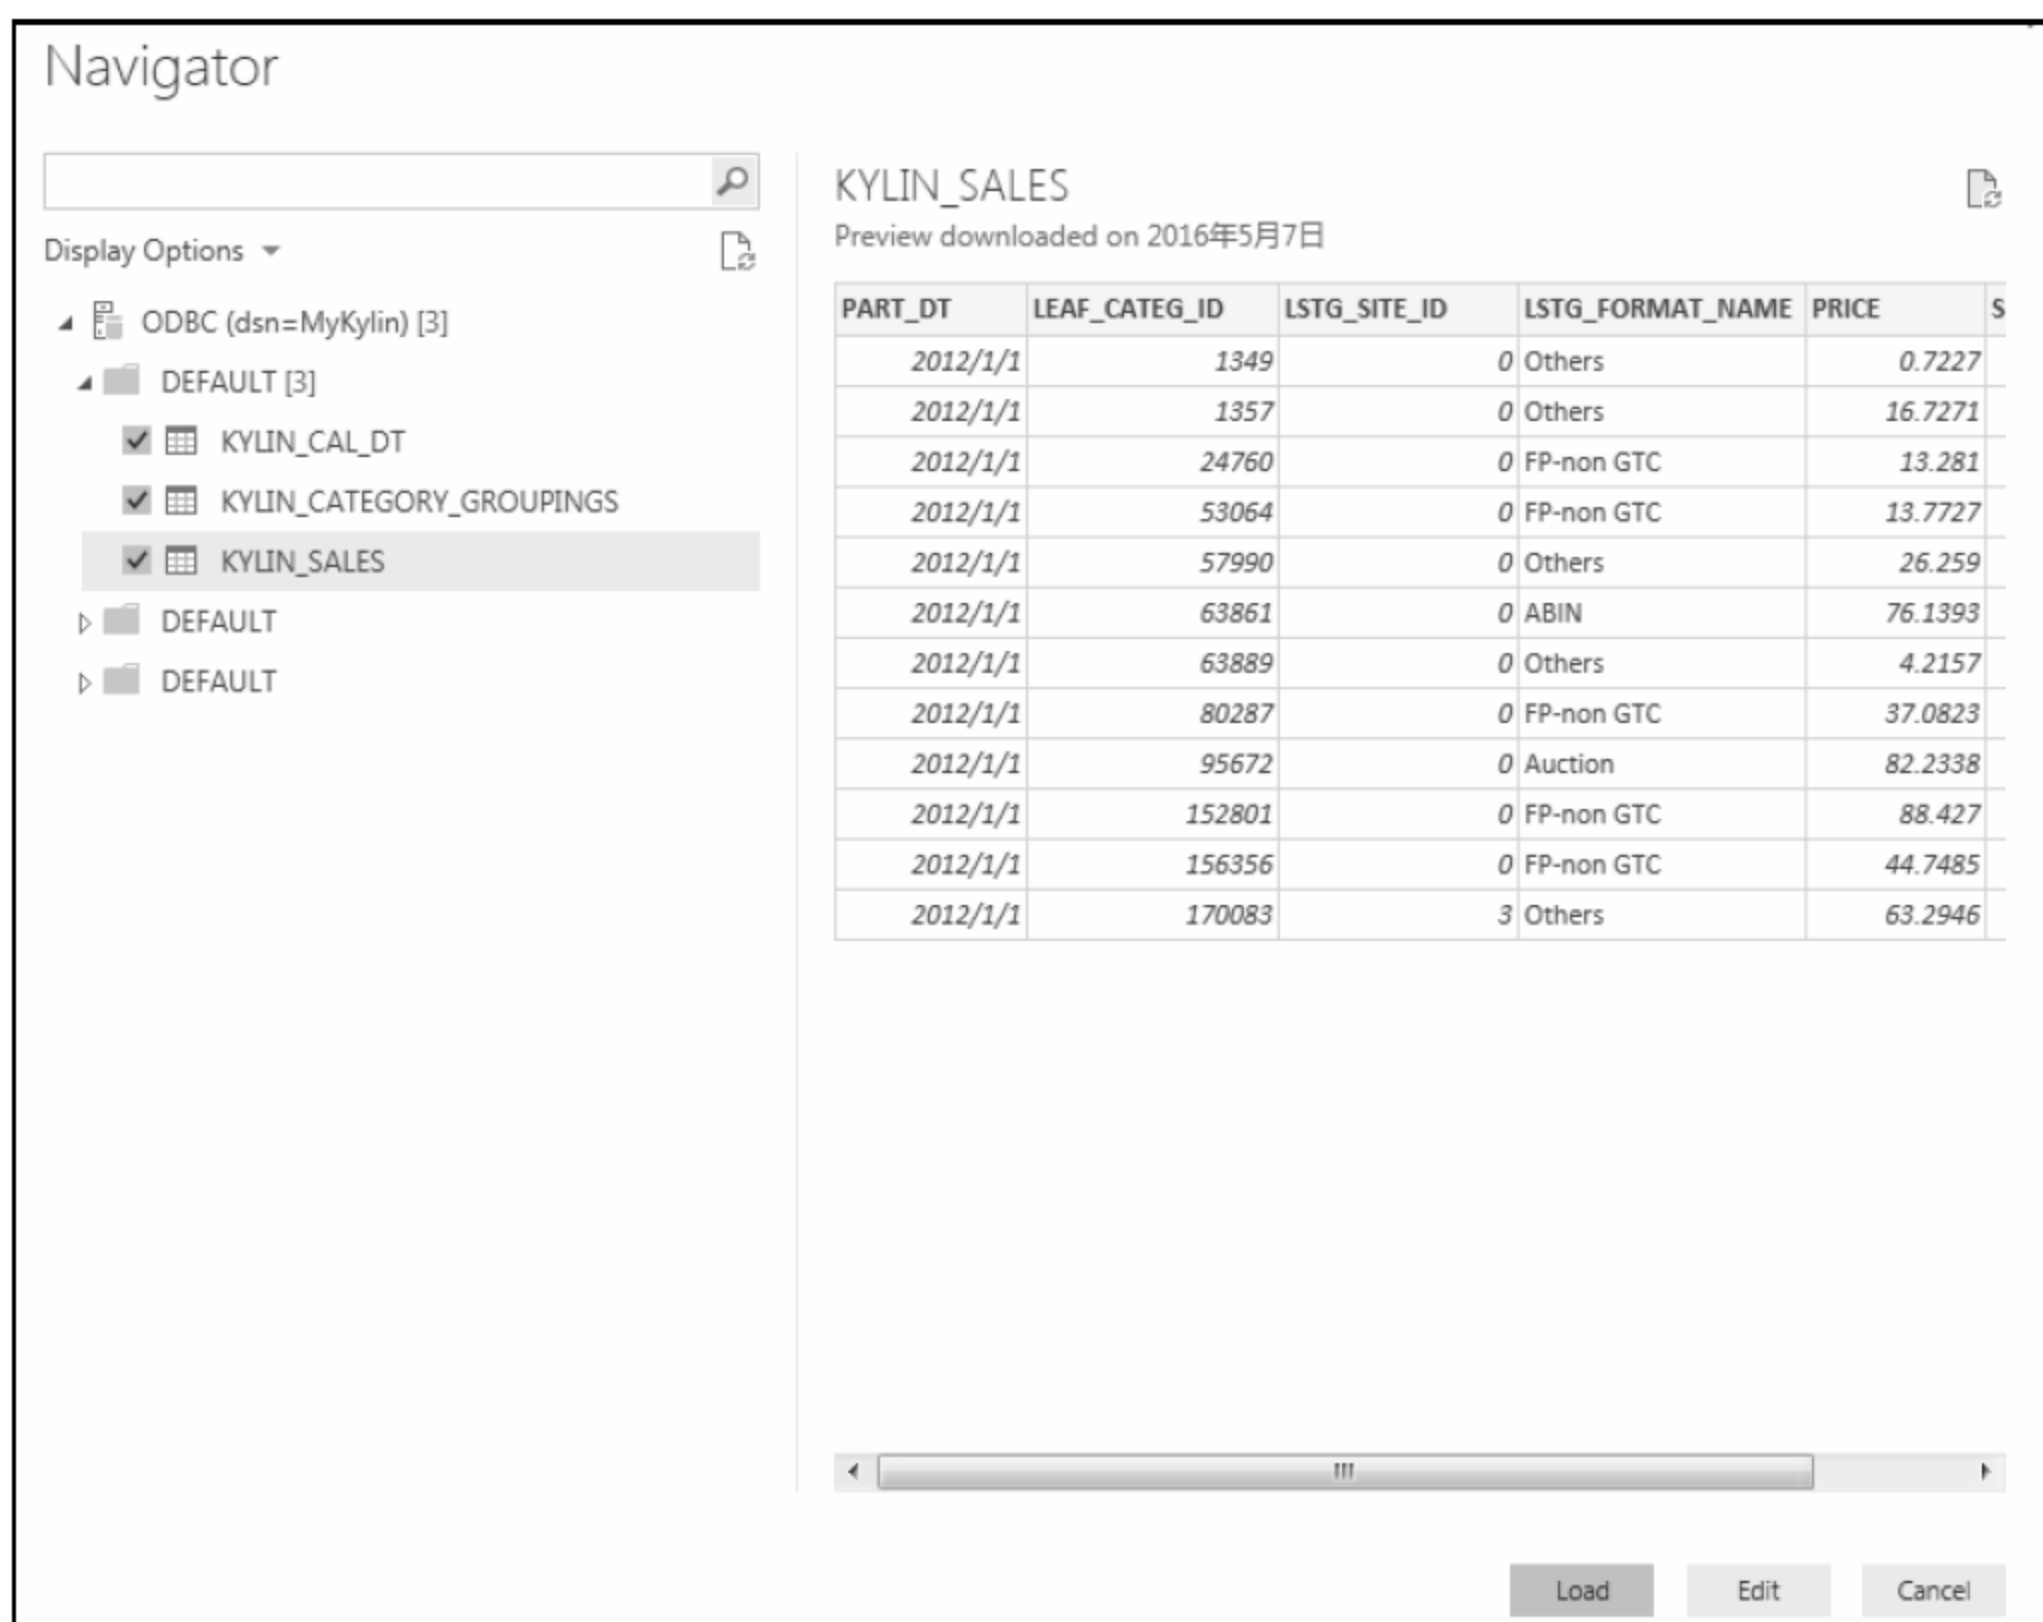 Navigator
Display Options
ODBC (dsn=MyKylin) [3]
DEFAULT [3]
KYLIN_CAL_DT
KYLIN_CATEGORY_GROUPINGS
KYLIN_SALES
DEFAULT
DEFAULT
KYLIN_SALES
Preview downloaded on 2016年5月7日
PART_DT LEAF_CATEG_ID LSTG_SITE_ID LSTG_FORMAT_NAME PRICE S
2012/1/1 1349 0 Others 0.7227
2012/1/1 1357 0 Others 16.7271
2012/1/1 24760 0 FP-non GTC 13.281
2012/1/1 53064 0 FP-non GTC 13.7727
2012/1/1 57990 0 Others 26.259
2012/1/1 63861 0 ABIN 76.1393
2012/1/1 63889 0 Others 4.2157
2012/1/1 80287 0 FP-non GTC 37.0823
2012/1/1 95672 0 Auction 82.2338
2012/1/1 152801 0 FP-non GTC 88.427
2012/1/1 156356 0 FP-non GTC 44.7485
2012/1/1 170083 3 Others 63.2946
Load Edit Cancel